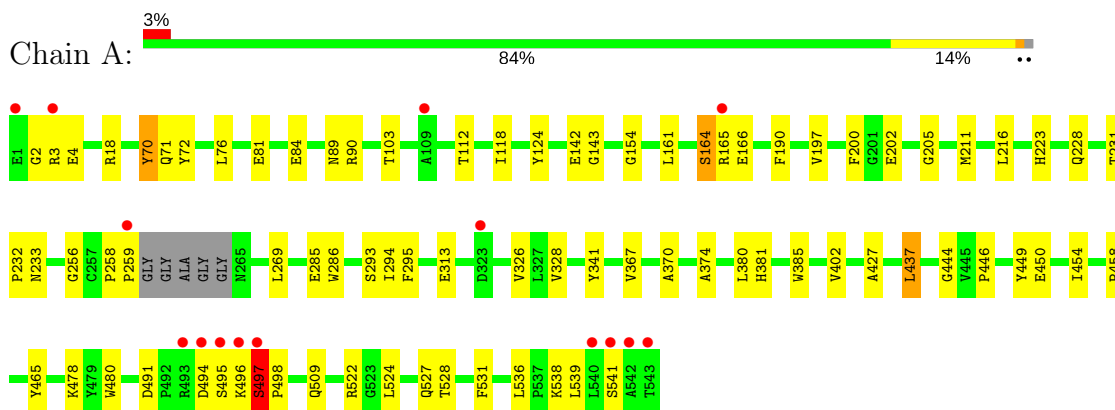 3%
Chain A:
84% 14% ••
E1 G2 R3 E4 R18 Y70 Q71 Y72 L76 E81 E84 N89 R90 T103 A109 T112 I118 Y124 E142 G143 G154 L161 S164 R165 E166 F190 V197 F200 G201 E202 G205 M211 L216 H223 Q228 T231
P232 N233 G256 C257 P258 P259 GLY GLY ALA GLY GLY N265 L269 E285 W286 S293 I294 F295 E313 D323 V326 L327 V328 Y341 V367 A370 A374 L380 H381 W385 V402 A427 L437 G444 V445 P446 Y449 E450 I454
Y465 K478 Y479 W480 D491 P492 R493 D494 S495 K496 S497 P498 Q509 R522 G523 L524 Q527 T528 F531 L536 P537 K538 L539 L540 S541 A542 T543